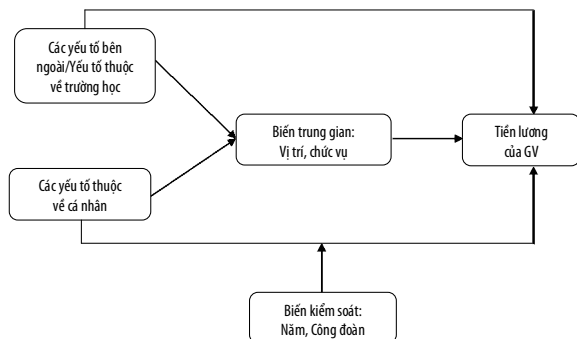 Các yếu tố bên
ngoài/Yếu tố thuộc
về trường học
Biến trung gian:
Vị trí, chức vụ
Tiền lương
của GV
Các yếu tố thuộc
về cá nhân
Biến kiểm soát:
Năm, Công đoàn